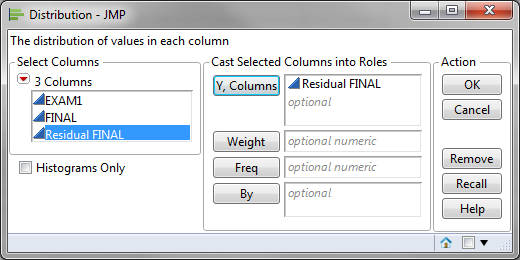 Distribution - JMP
The distribution of values in each column
Select Columns
3 Columns
EXAM1
FINAL
Residual FINAL
Histograms Only
Cast Selected Columns into Roles
Y, Columns
Residual FINAL
optional
Weight
optional numeric
Freq
optional numeric
By
optional
Action
OK
Cancel
Remove
Recall
Help